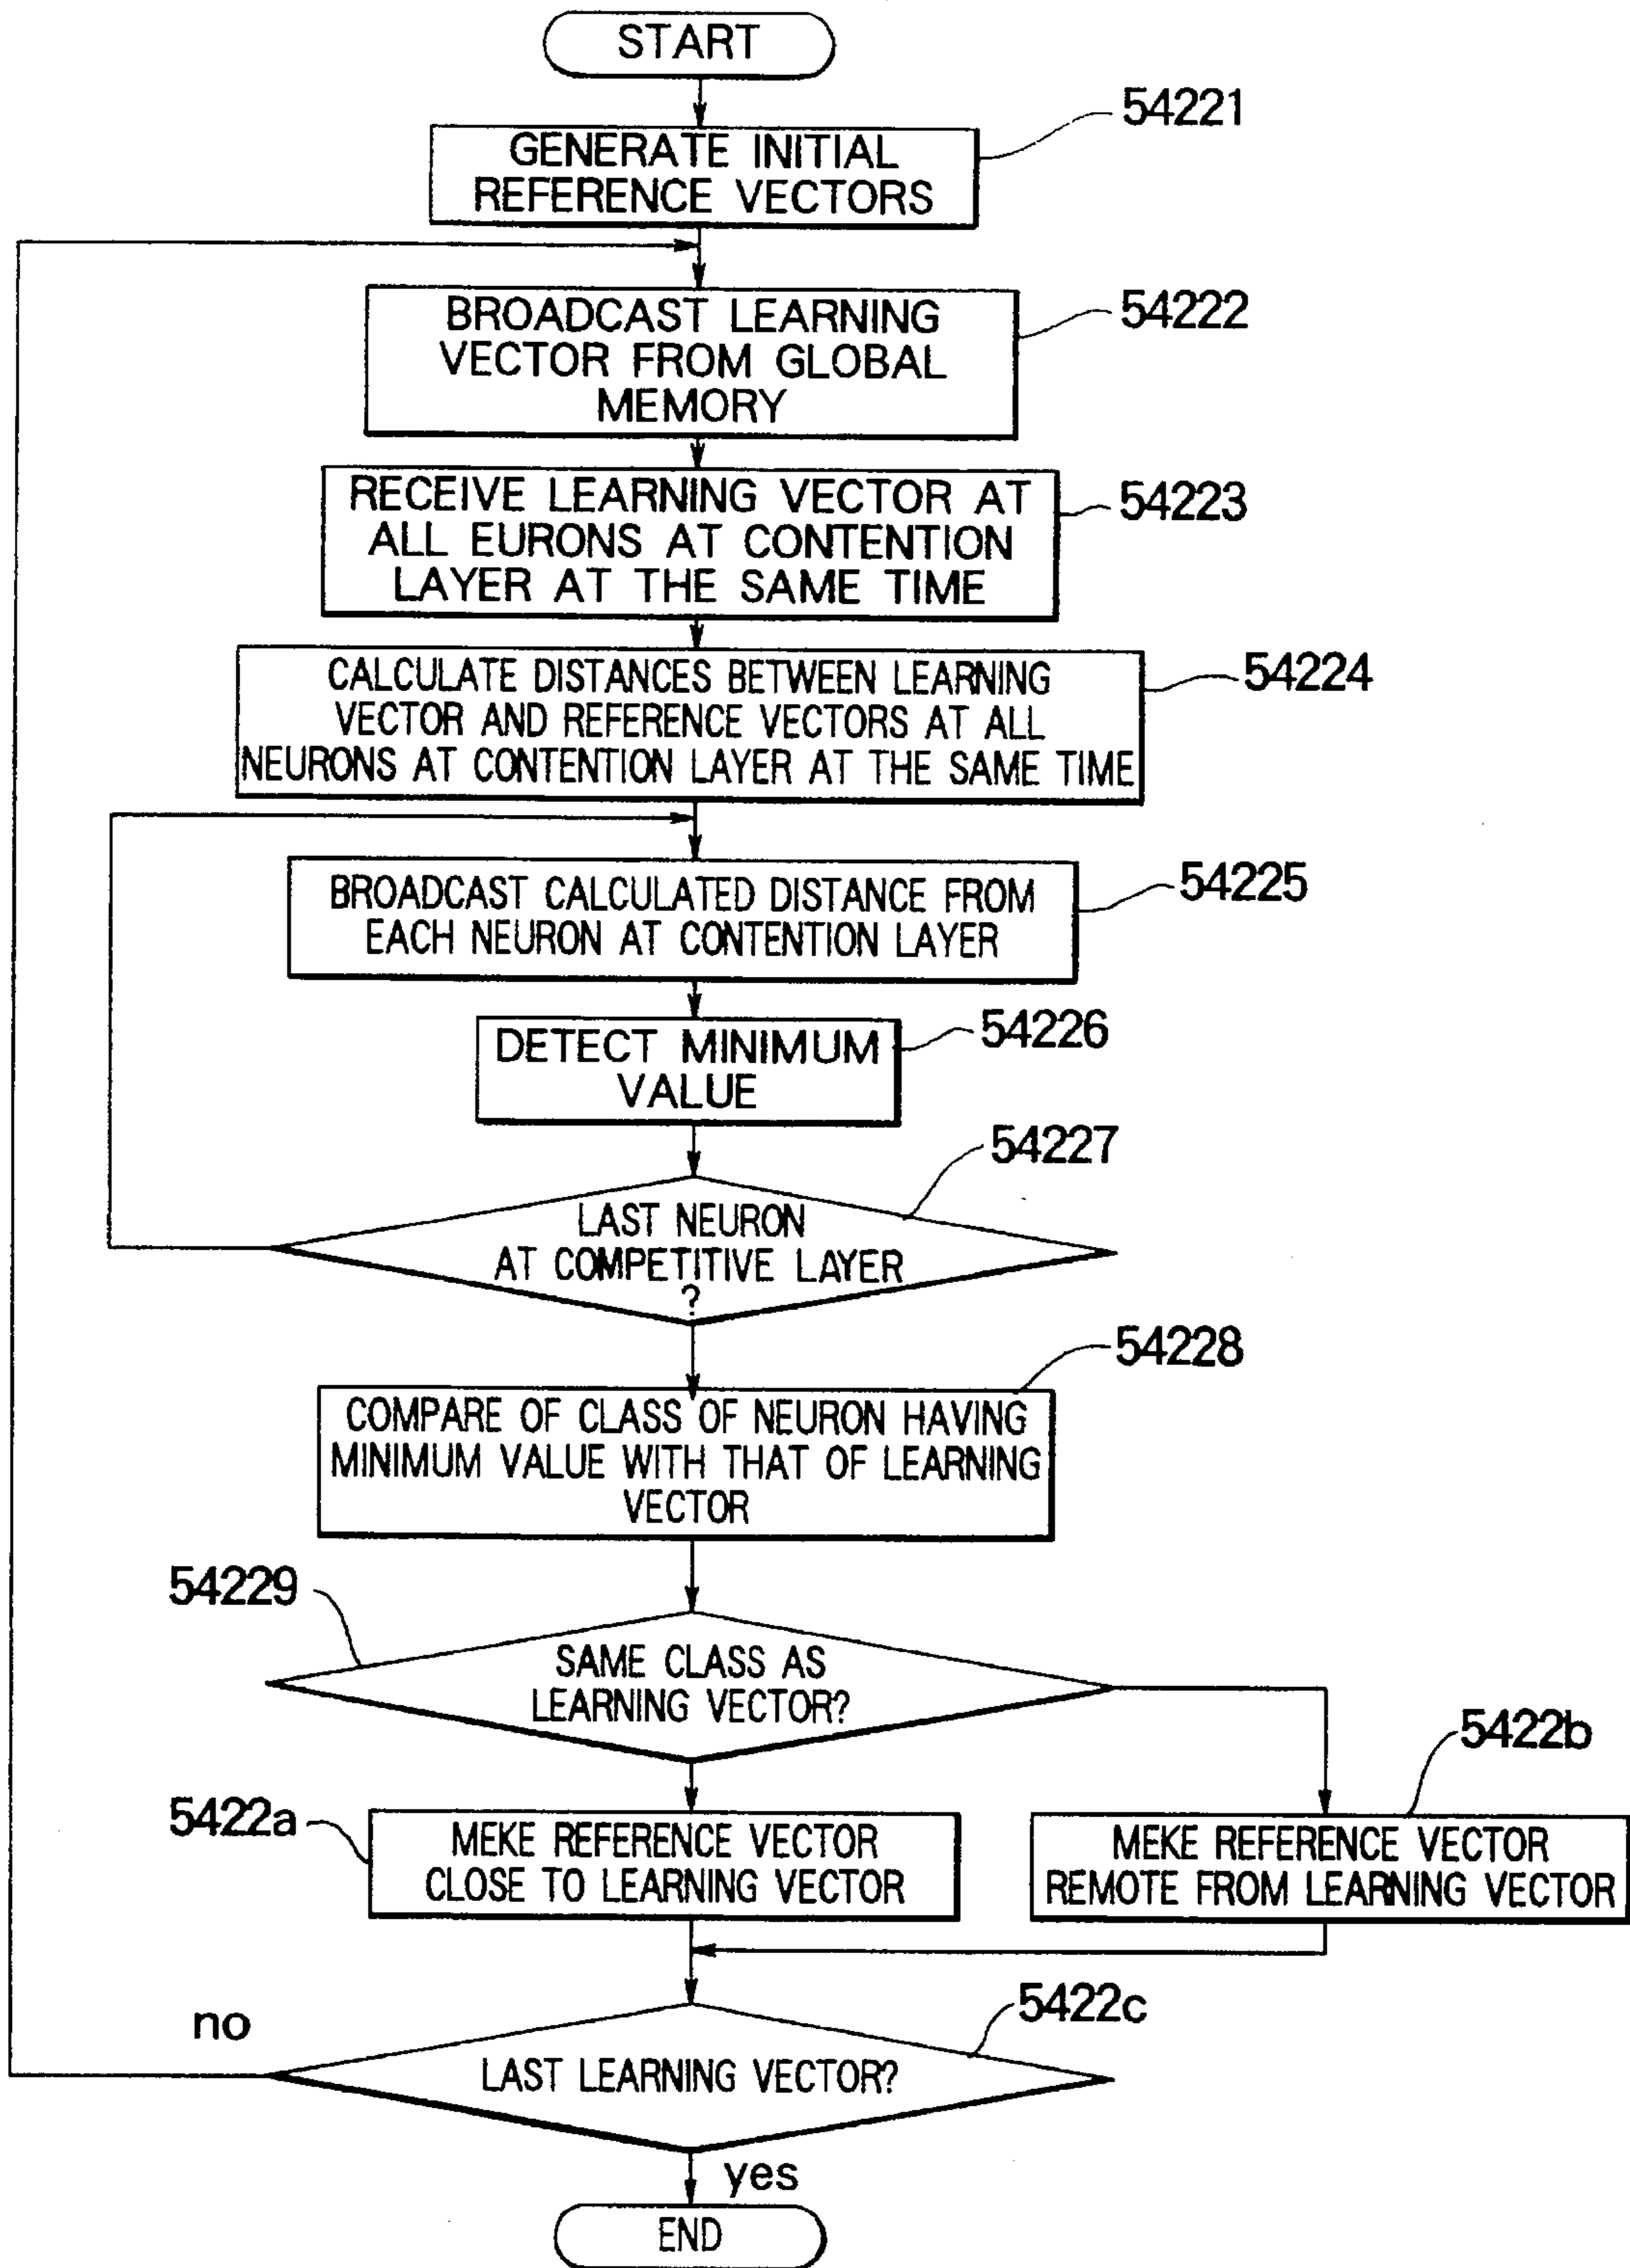 START
54221
GENERATE INITIAL
REFERENCE VECTORS
54222
BROADCAST LEARNING
VECTOR FROM GLOBAL
MEMORY
54223
RECEIVE LEARNING VECTOR AT
ALL EURONS AT CONTENTION
LAYER AT THE SAME TIME
54224
CALCULATE DISTANCES BETWEEN LEARNING
VECTOR AND REFERENCE VECTORS AT ALL
NEURONS AT CONTENTION LAYER AT THE SAME TIME
54225
BROADCAST CALCULATED DISTANCE FROM
EACH NEURON AT CONTENTION LAYER
54226
DETECT MINIMUM
VALUE
54227
LAST NEURON
AT COMPETITIVE LAYER
?
54228
COMPARE OF CLASS OF NEURON HAVING
MINIMUM VALUE WITH THAT OF LEARNING
VECTOR
54229
SAME CLASS AS
LEARNING VECTOR?
5422b
5422a
MEKE REFERENCE VECTOR
CLOSE TO LEARNING VECTOR
MEKE REFERENCE VECTOR
REMOTE FROM LEARNING VECTOR
5422c
no
LAST LEARNING VECTOR?
yes
END